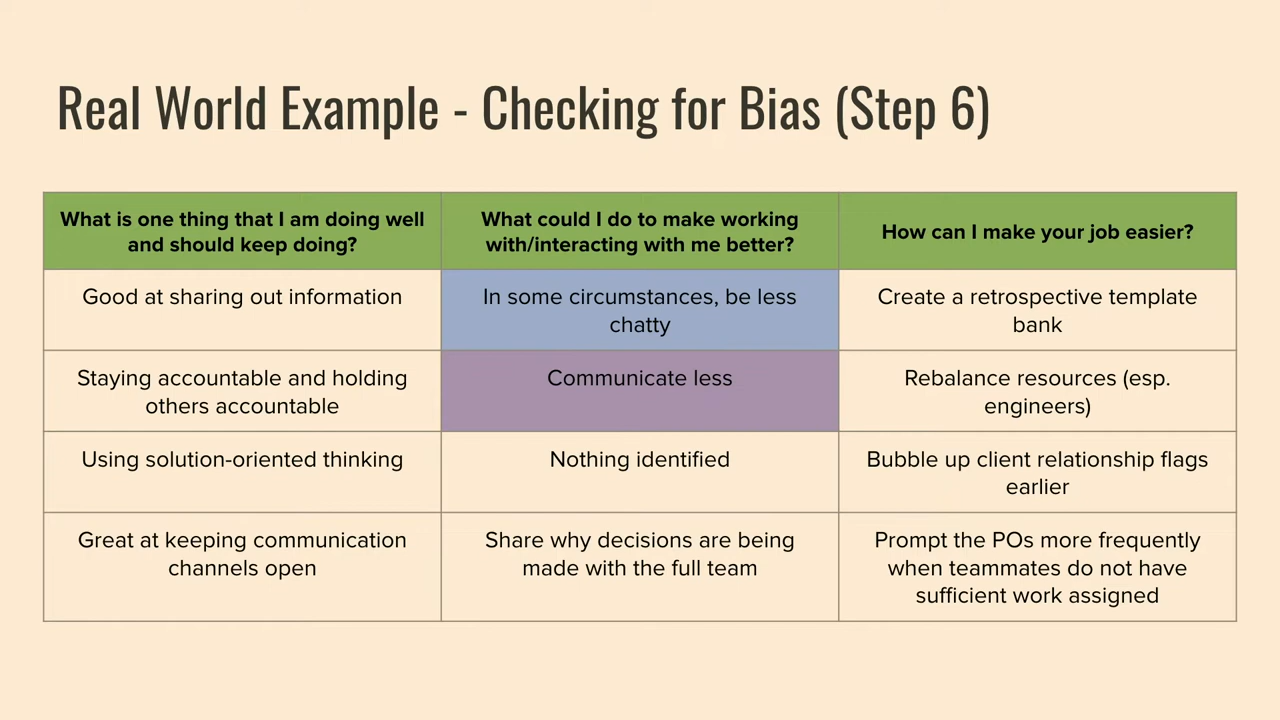 Real World Example - Checking for Bias (Step 6)
What is one thing that I am doing well
and should keep doing?
What could I do to make working
with/interacting with me better?
How can I make your job easier?
Good at sharing out information
In some circumstances, be less
chatty
Create a retrospective template
bank
Staying accountable and holding
others accountable
Communicate less
Rebalance resources (esp.
engineers)
Using solution-oriented thinking
Nothing identified
Bubble up client relationship flags
earlier
Great at keeping communication
channels open
Share why decisions are being
made with the full team
Prompt the POs more frequently
when teammates do not have
sufficient work assigned